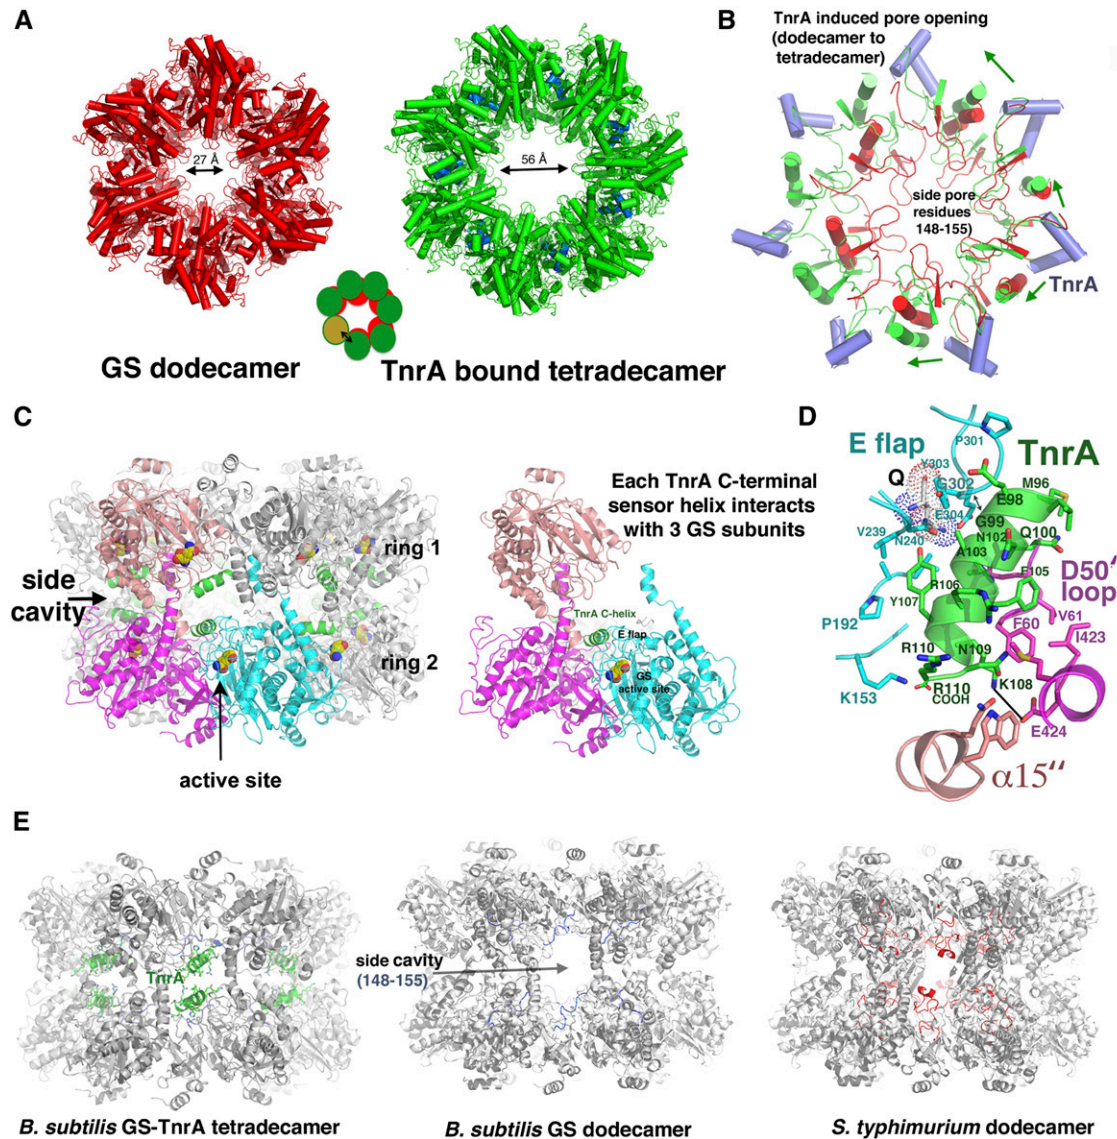 A
27 Å
56 Å
GS dodecamer
TnrA bound tetradecamer
B
TnrA induced pore opening
(dodecamer to
tetradecamer)
side pore
residues
148-155)
TnrA
C
side
cavity
ring 1
ring 2
active site
Each TnrA C-terminal
sensor helix interacts
with 3 GS subunits
TnrA C-helix
E flap
GS
active site
D
E flap
P301
TnrA
Q
Y303
G302
M96
E98
E304
G99
V239
N240
N102
Q100
A103
D50'
loop
F105
R106
Y107
V61
P192
F60
I423
R110
N109
K153
R110
COOH
K108
E424
α15''
E
TnrA
side cavity
(148-155)
B. subtilis GS-TnrA tetradecamer
B. subtilis GS dodecamer
S. typhimurium dodecamer